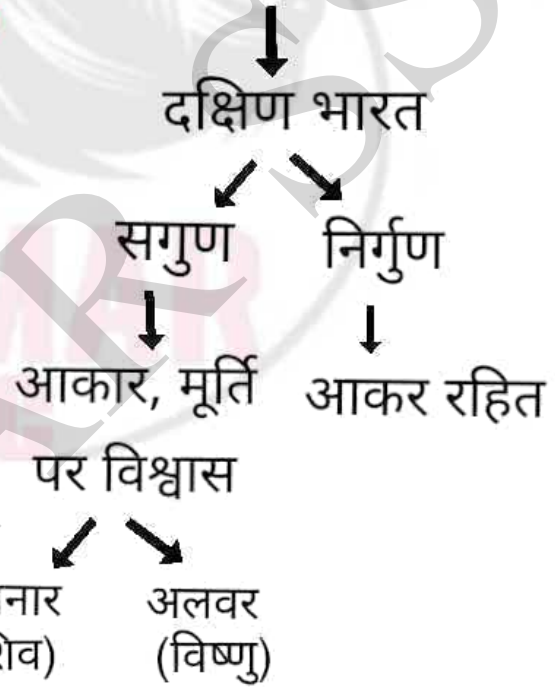 दक्षिण भारत
सगुण निर्गुण
आकार, मूर्ति आकर रहित
पर विश्वास
अलवर
(विष्णु)